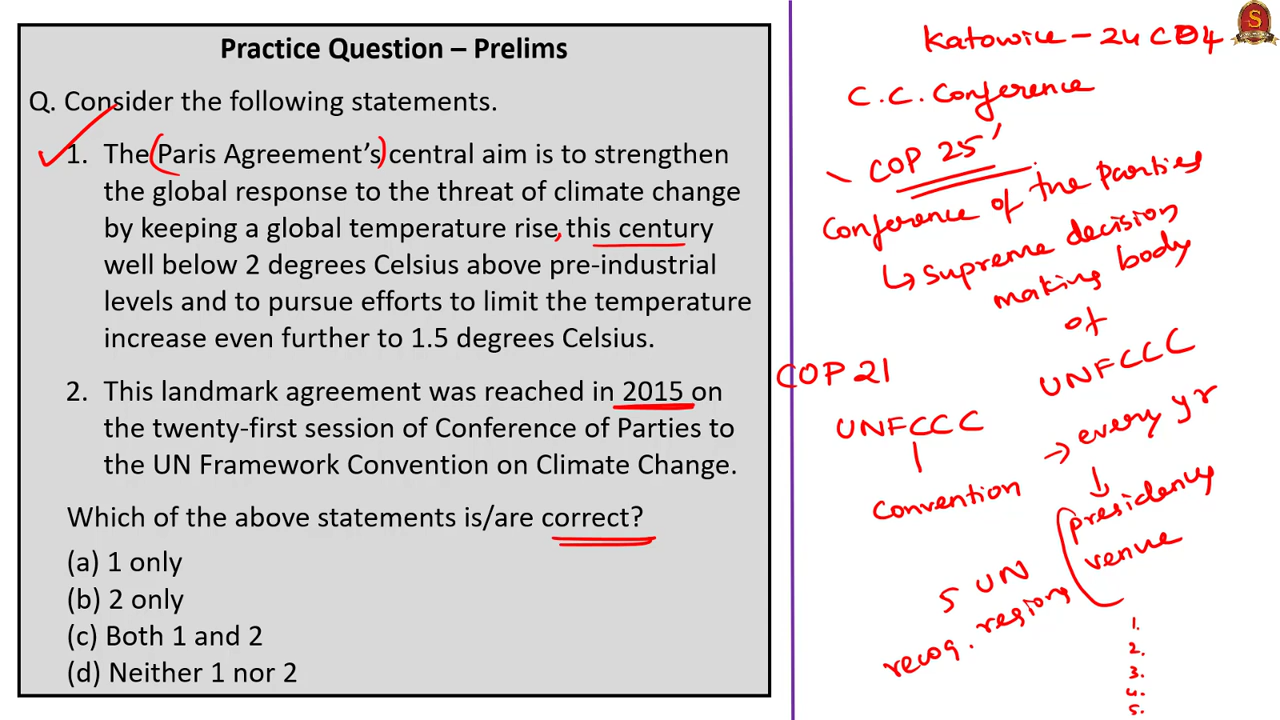 Practice Question – Prelims
Q. Consider the following statements.
1. The (Paris Agreement's) central aim is to strengthen
the global response to the threat of climate change
by keeping a global temperature rise, this century
well below 2 degrees Celsius above pre-industrial
levels and to pursue efforts to limit the temperature
increase even further to 1.5 degrees Celsius.
2. This landmark agreement was reached in 2015 on
the twenty-first session of Conference of Parties to
the UN Framework Convention on Climate Change.
Which of the above statements is/are correct?
(a) 1 only
(b) 2 only
(c) Both 1 and 2
(d) Neither 1 nor 2
Katowice - 24
S
C.C. Conference
COP 25'
Conference of the Parties
↳ Supreme decision
making body
of
UNFCCC
→ every yr
↓
presidency
venue
COP 21
UNFCCC
Convention
5 UN
recog. regions
1.
2.
3.
4.
5.